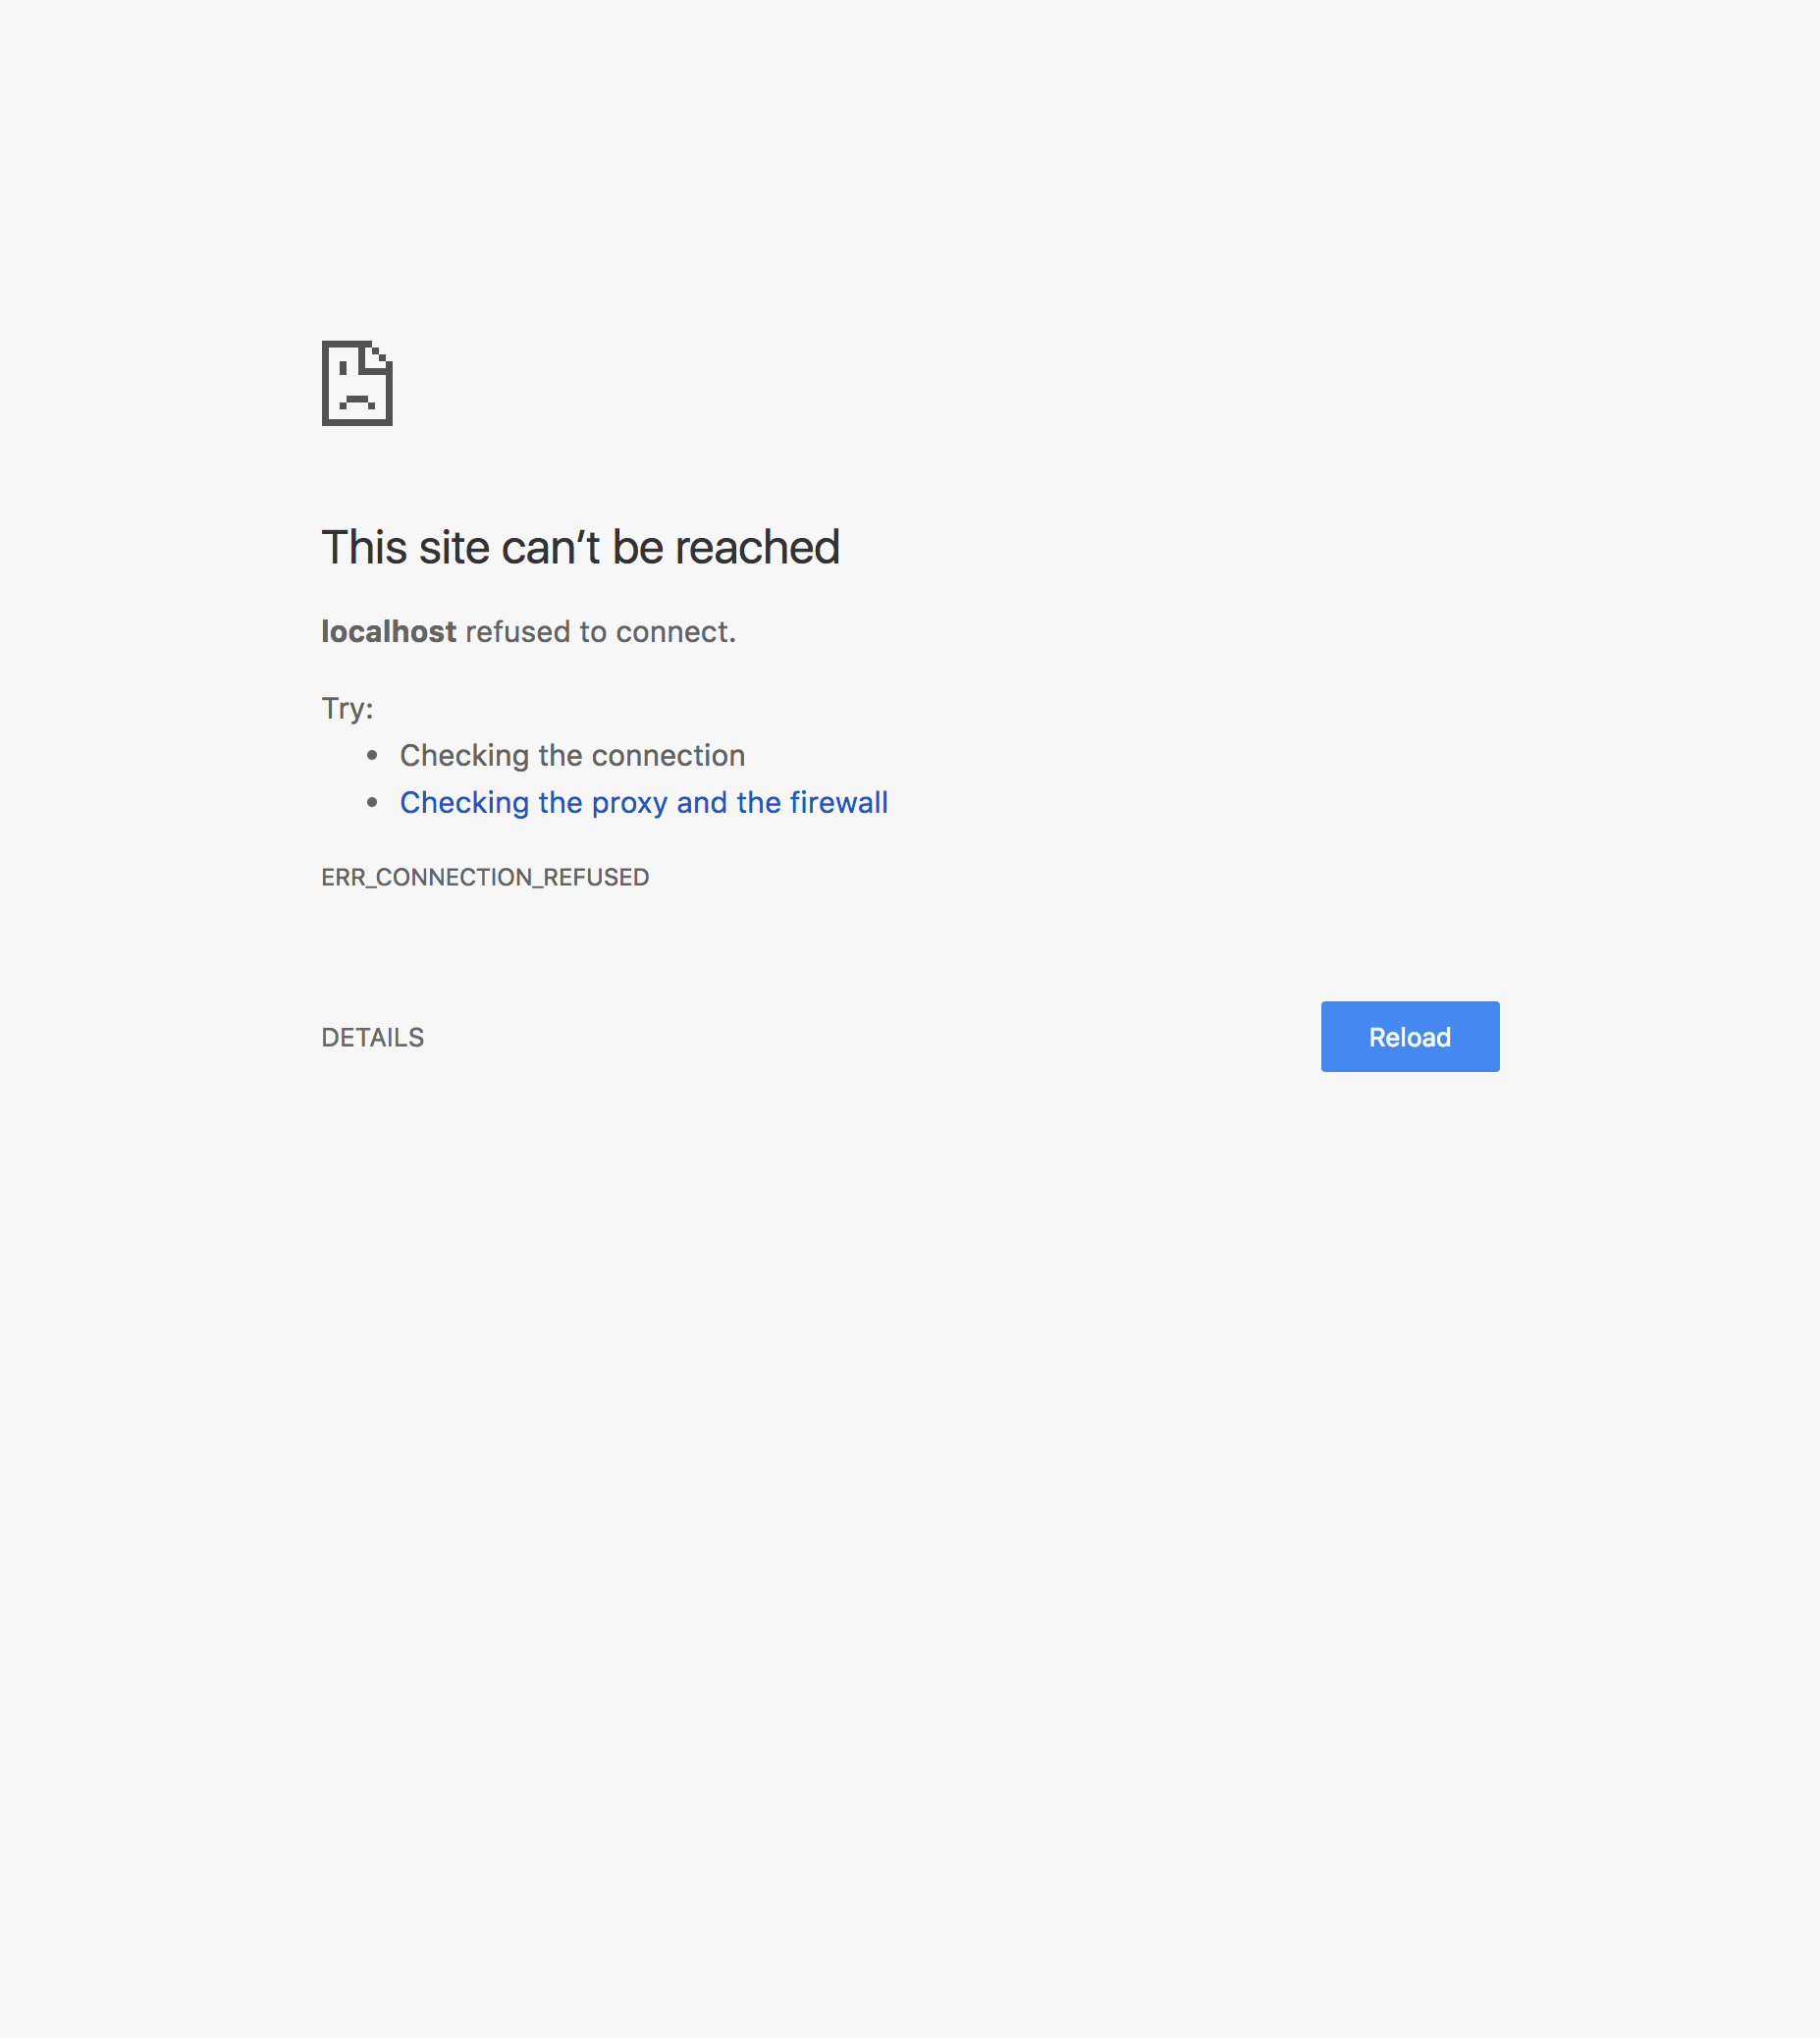 This site can’t be reached
localhost refused to connect.
Try:
• Checking the connection
• Checking the proxy and the firewall
ERR_CONNECTION_REFUSED
DETAILS
Reload